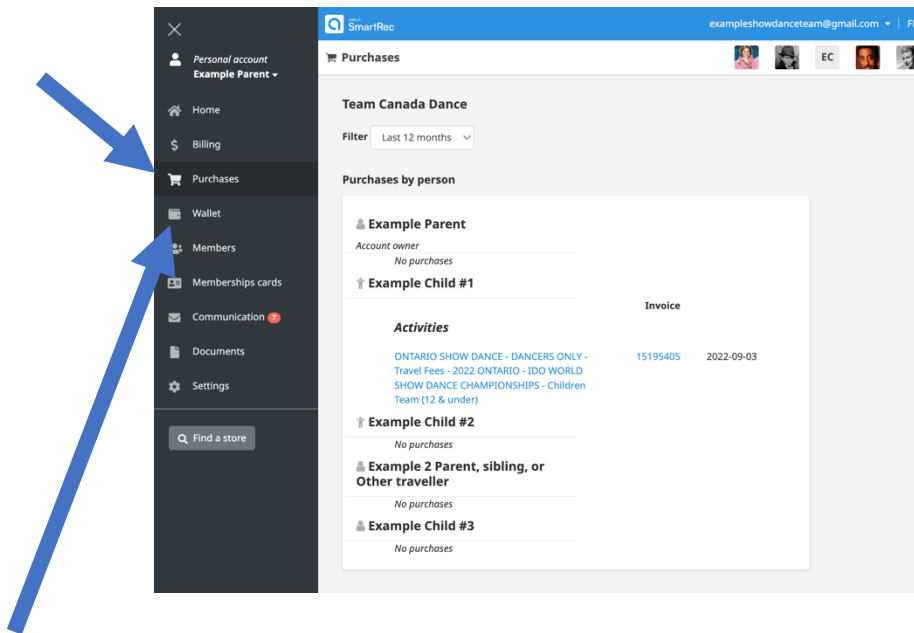 Personal account
Example Parent
Home
Billing
Purchases
Wallet
Members
Memberships cards
Communication 7
Documents
Settings
Find a store
amilia
SmartRec
exampleshowdanceteam@gmail.com
Purchases
EC
Team Canada Dance
Filter Last 12 months
Purchases by person
Example Parent
Account owner
No purchases
Example Child #1
Invoice
Activities
ONTARIO SHOW DANCE - DANCERS ONLY - 15195405 2022-09-03
Travel Fees - 2022 ONTARIO - IDO WORLD
SHOW DANCE CHAMPIONSHIPS - Children
Team (12 & under)
Example Child #2
No purchases
Example 2 Parent, sibling, or
Other traveller
No purchases
Example Child #3
No purchases